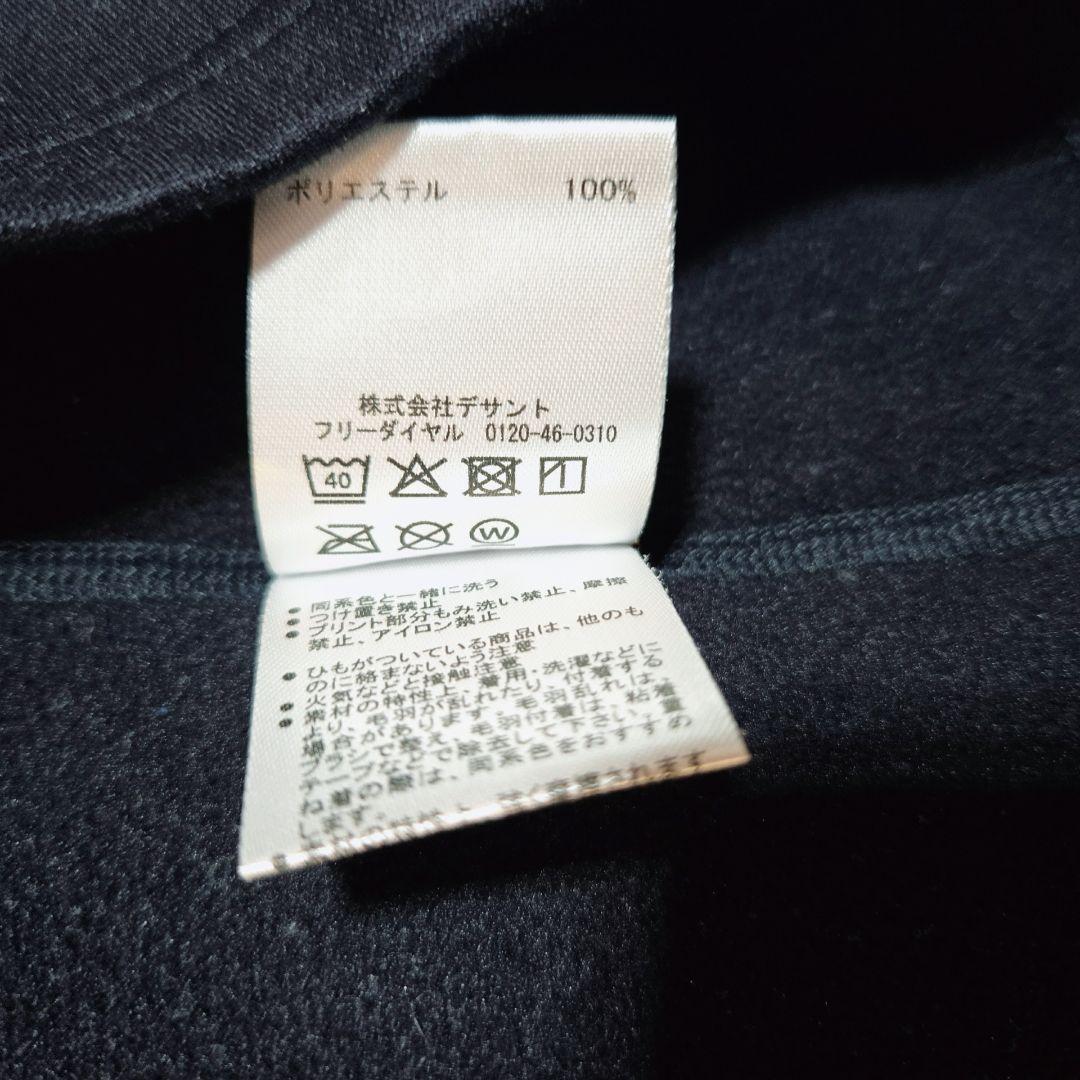 ポリエステル 100%
株式会社デサント
フリーダイヤル 0120-46-0310
40
W
● 同系色と一緒に洗う
● つけ置き禁止
● プリント部分もみ洗い禁止、摩擦
禁止、アイロン禁止
● ひもがついている商品は、他のも
のに絡まないよう注意
● 火気などと接触注意
● 素材の特性上、着用・洗濯などに
より、毛羽が乱れたり、付着する
場合があります。毛羽乱れは、
ブラシで整え、毛羽付着は、粘着
テープなどで除去して下さい。重
ね着の際は、同系色をおすすめ
します。